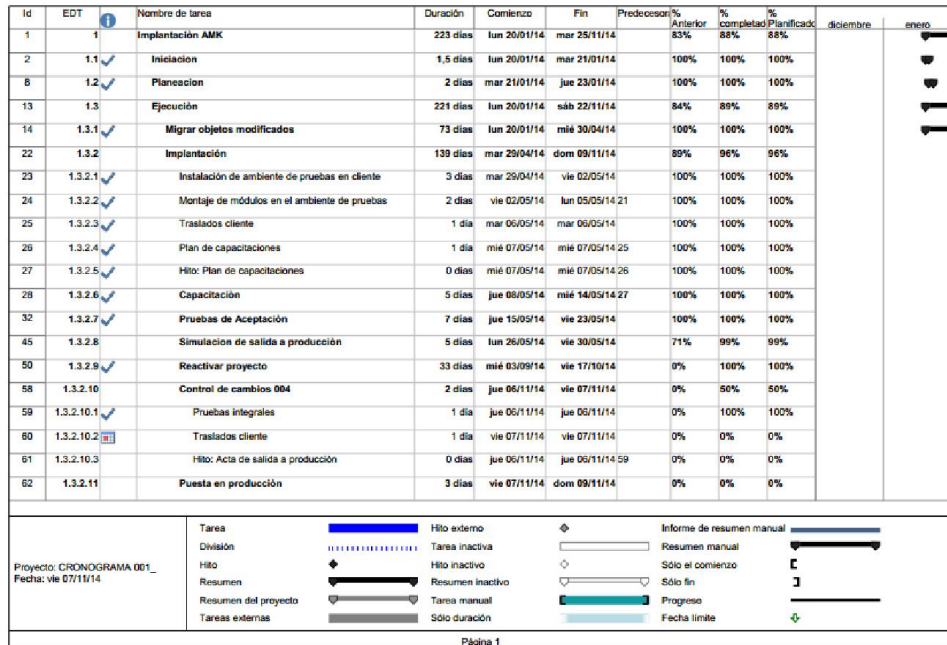 Id EDT Nombre de tarea Duración Comienzo Fin Predecesor % Anterior % completad % Planificado diciembre enero
1 1 Implantación AMK 223 días lun 20/01/14 mar 25/11/14 83% 88% 88%
2 1.1 Iniciacion 1,5 días lun 20/01/14 mar 21/01/14 100% 100% 100%
8 1.2 Planeacion 2 días mar 21/01/14 jue 23/01/14 100% 100% 100%
13 1.3 Ejecución 221 días lun 20/01/14 sáb 22/11/14 84% 89% 89%
14 1.3.1 Migrar objetos modificados 73 días lun 20/01/14 mié 30/04/14 100% 100% 100%
22 1.3.2 Implantación 139 días mar 29/04/14 dom 09/11/14 89% 96% 96%
23 1.3.2.1 Instalación de ambiente de pruebas en cliente 3 días mar 29/04/14 vie 02/05/14 100% 100% 100%
24 1.3.2.2 Montaje de módulos en el ambiente de pruebas 2 días vie 02/05/14 lun 05/05/14 21 100% 100% 100%
25 1.3.2.3 Traslados cliente 1 día mar 06/05/14 mar 06/05/14 100% 100% 100%
26 1.3.2.4 Plan de capacitaciones 1 día mié 07/05/14 mié 07/05/14 25 100% 100% 100%
27 1.3.2.5 Hito: Plan de capacitaciones 0 días mié 07/05/14 mié 07/05/14 26 100% 100% 100%
28 1.3.2.6 Capacitación 5 días jue 08/05/14 mié 14/05/14 27 100% 100% 100%
32 1.3.2.7 Pruebas de Aceptación 7 días jue 15/05/14 vie 23/05/14 100% 100% 100%
45 1.3.2.8 Simulacion de salida a producción 5 días lun 26/05/14 vie 30/05/14 71% 99% 99%
50 1.3.2.9 Reactivar proyecto 33 días mié 03/09/14 vie 17/10/14 0% 100% 100%
58 1.3.2.10 Control de cambios 004 2 días jue 06/11/14 vie 07/11/14 0% 50% 50%
59 1.3.2.10.1 Pruebas integrales 1 día jue 06/11/14 jue 06/11/14 0% 100% 100%
60 1.3.2.10.2 Traslados cliente 1 día vie 07/11/14 vie 07/11/14 0% 0% 0%
61 1.3.2.10.3 Hito: Acta de salida a producción 0 días jue 06/11/14 jue 06/11/14 59 0% 0% 0%
62 1.3.2.11 Puesta en producción 3 días vie 07/11/14 dom 09/11/14 0% 0% 0%
Proyecto: CRONOGRAMA 001_
Fecha: vie 07/11/14
Tarea Hito externo Informe de resumen manual
División Tarea inactiva Resumen manual
Hito Hito inactivo Sólo el comienzo
Resumen Resumen inactivo Sólo fin
Resumen del proyecto Tarea manual Progreso
Tareas externas Sólo duración Fecha límite
Página 1